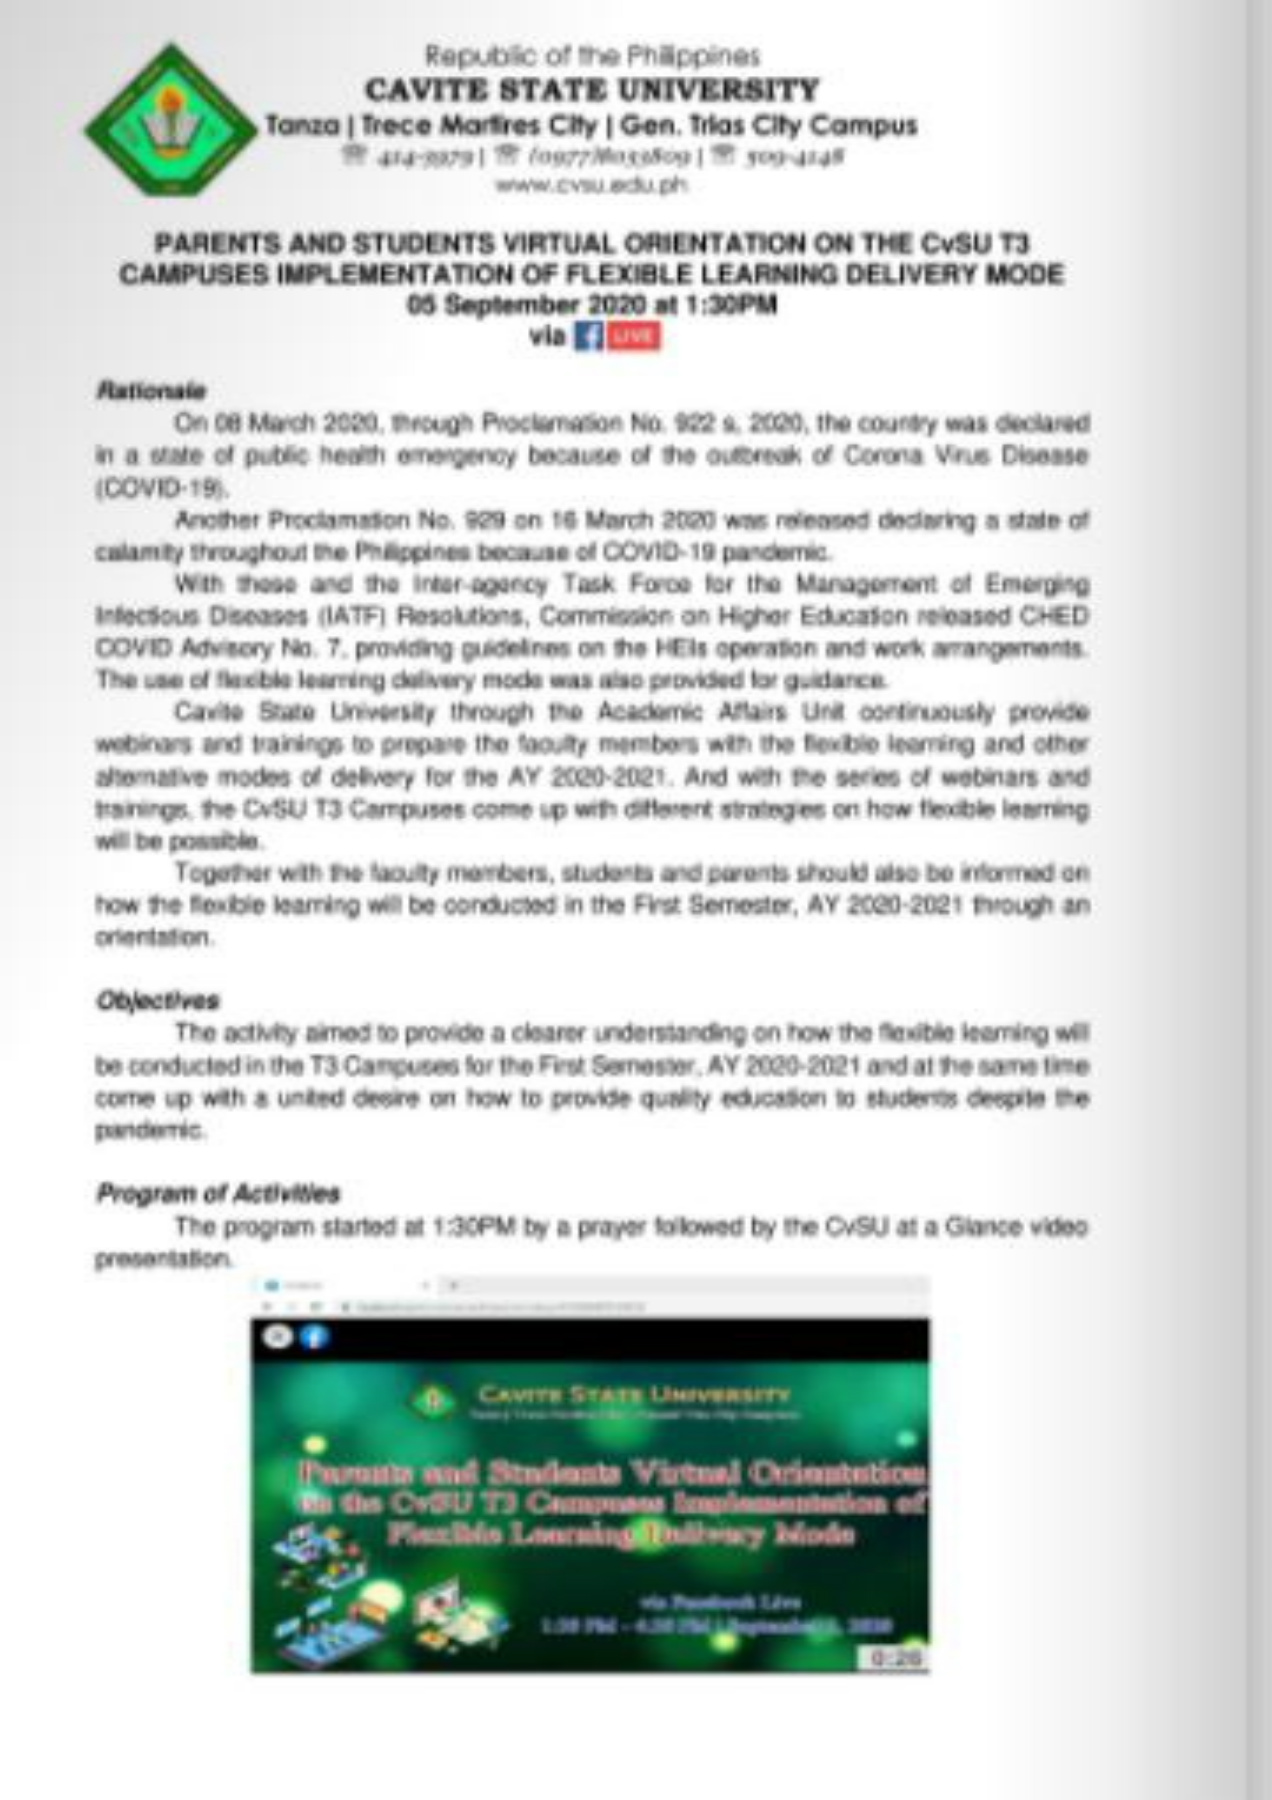 Republic of the Philippines
CAVITE STATE UNIVERSITY
Tanza | Trece Martires City | Gen. Trias City Campus
☏ 414-3979 | ☏ (0977)8033809 | ☏ 509-4148
www.cvsu.edu.ph
PARENTS AND STUDENTS VIRTUAL ORIENTATION ON THE CvSU T3
CAMPUSES IMPLEMENTATION OF FLEXIBLE LEARNING DELIVERY MODE
05 September 2020 at 1:30PM
via f LIVE
Rationale
On 08 March 2020, through Proclamation No. 922 s, 2020, the country was declared
in a state of public health emergency because of the outbreak of Corona Virus Disease
(COVID-19).
Another Proclamation No. 929 on 16 March 2020 was released declaring a state of
calamity throughout the Philippines because of COVID-19 pandemic.
With these and the Inter-agency Task Force for the Management of Emerging
Infectious Diseases (IATF) Resolutions, Commission on Higher Education released CHED
COVID Advisory No. 7, providing guidelines on the HEIs operation and work arrangements.
The use of flexible learning delivery mode was also provided for guidance.
Cavite State University through the Academic Affairs Unit continuously provide
webinars and trainings to prepare the faculty members with the flexible learning and other
alternative modes of delivery for the AY 2020-2021. And with the series of webinars and
trainings, the CvSU T3 Campuses come up with different strategies on how flexible learning
will be possible.
Together with the faculty members, students and parents should also be informed on
how the flexible learning will be conducted in the First Semester, AY 2020-2021 through an
orientation.
Objectives
The activity aimed to provide a clearer understanding on how the flexible learning will
be conducted in the T3 Campuses for the First Semester, AY 2020-2021 and at the same time
come up with a united desire on how to provide quality education to students despite the
pandemic.
Program of Activities
The program started at 1:30PM by a prayer followed by the CvSU at a Glance video
presentation.
CAVITE STATE UNIVERSITY
Parents and Students Virtual Orientation
on the CvSU T3 Campuses Implementation of
Flexible Learning Delivery Mode
via Facebook Live
1:30 PM - 4:30 PM | September 2020
0:26